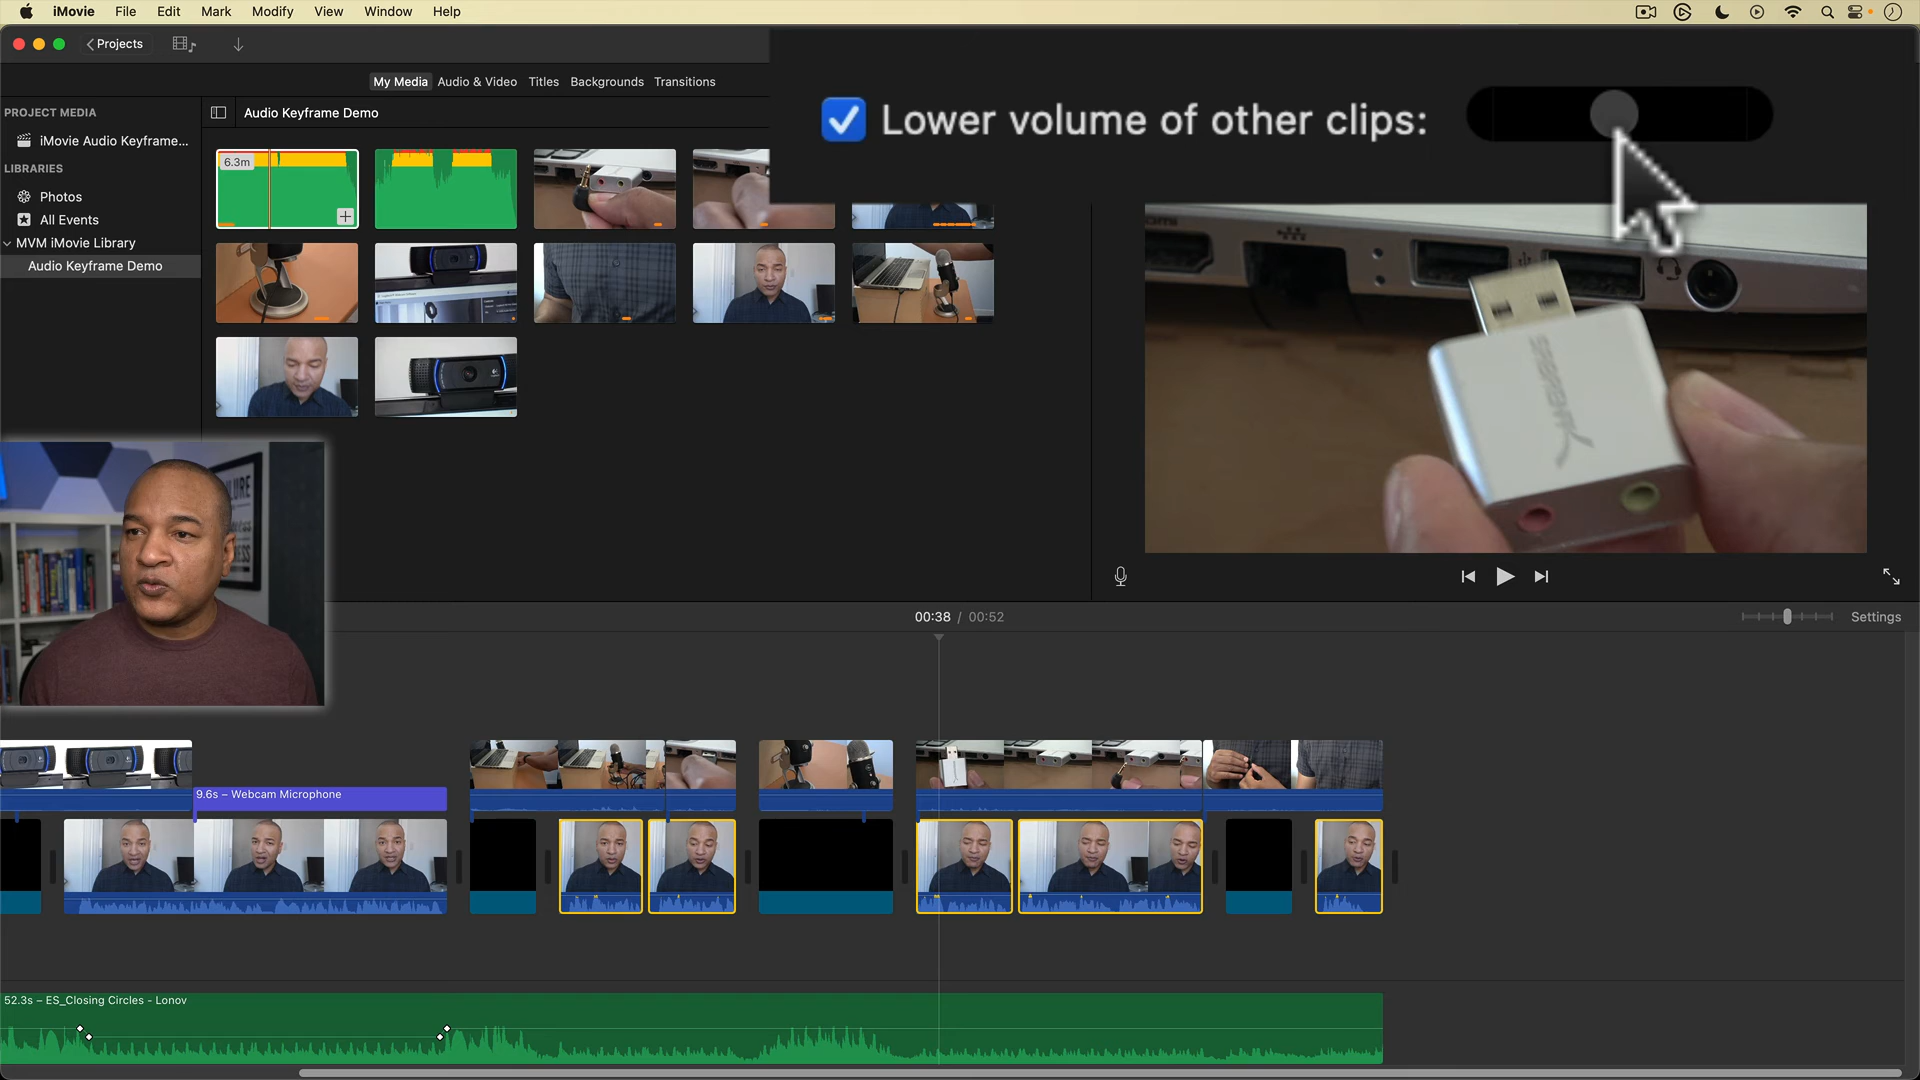 iMovie File Edit Mark Modify View Window Help
Projects
My Media Audio & Video Titles Backgrounds Transitions
PROJECT MEDIA
iMovie Audio Keyframe...
LIBRARIES
Photos
All Events
MVM iMovie Library
Audio Keyframe Demo
Audio Keyframe Demo
6.3m
Lower volume of other clips:
SABRENT
00:38 / 00:52
Settings
9.6s – Webcam Microphone
52.3s – ES_Closing Circles - Lonov